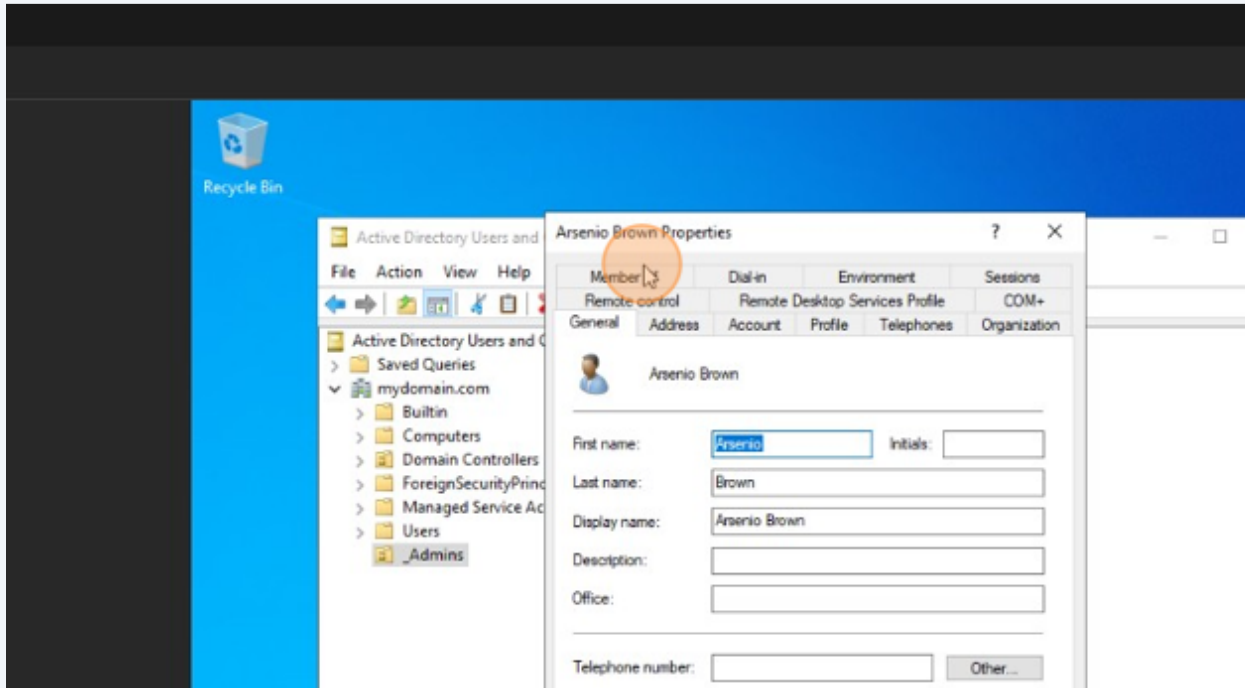 Recycle Bin
Active Directory Users and
Arsenio Brown Properties
File Action View Help
Member
Dial-in
Environment
Sessions
Remote control
Remote Desktop Services Profile
COM+
General
Address
Account
Profile
Telephones
Organization
Active Directory Users and C
Saved Queries
mydomain.com
Builtin
Computers
Domain Controllers
ForeignSecurityPrinc
Managed Service Ac
Users
_Admins
Arsenio Brown
First name: Arsenio Initials:
Last name: Brown
Display name: Arsenio Brown
Description:
Office:
Telephone number: Other...